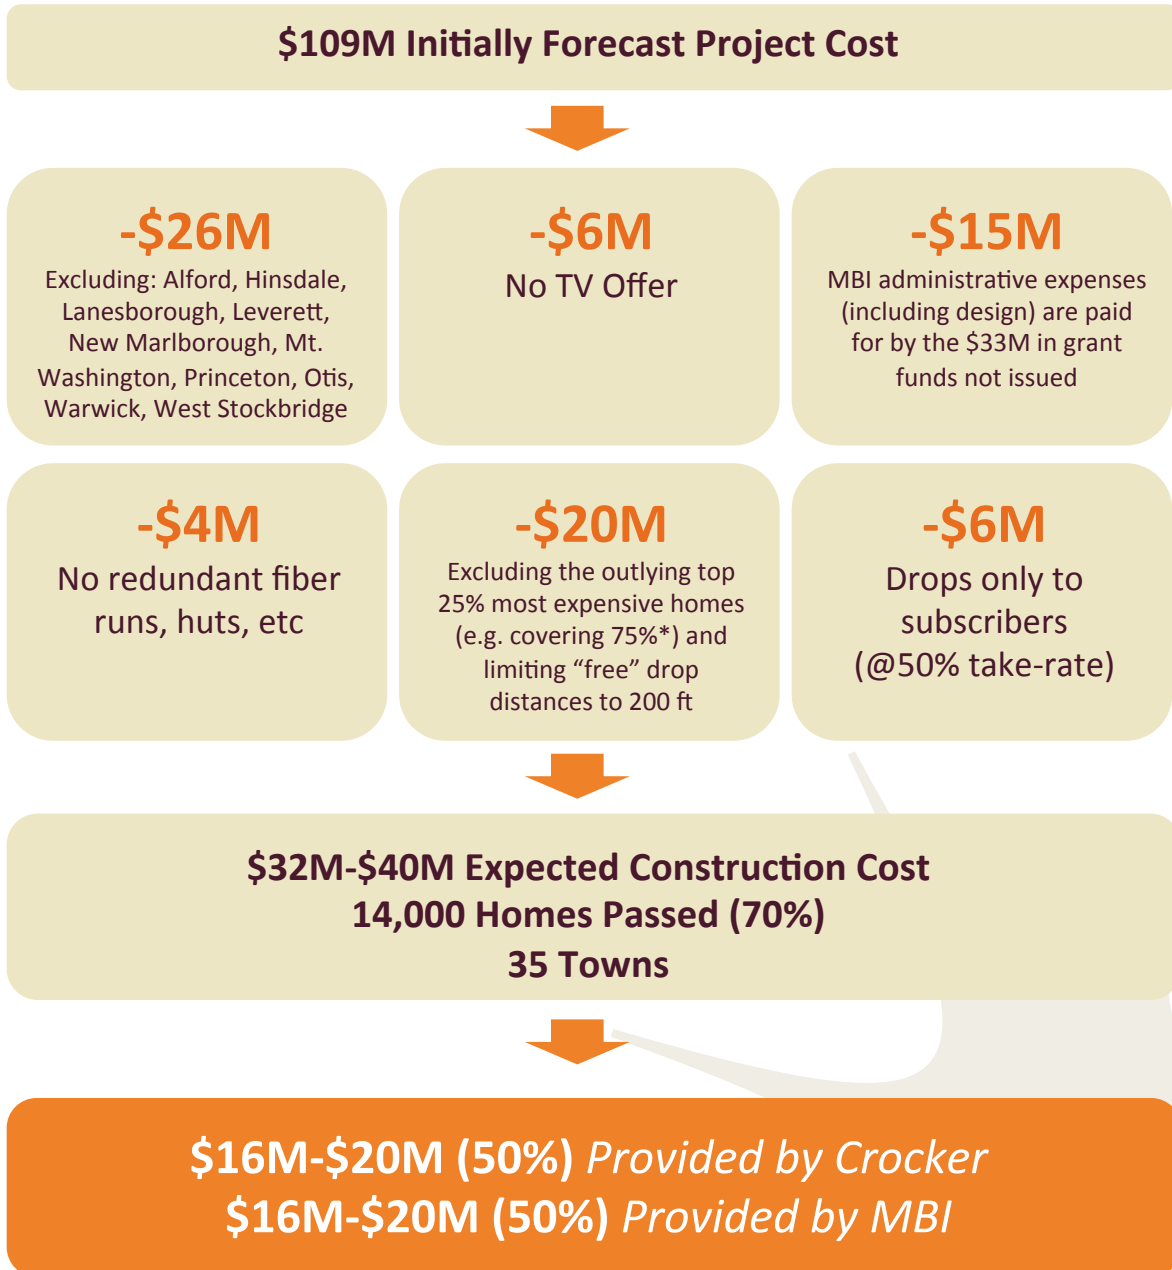 $109M Initially Forecast Project Cost
-$26M
Excluding: Alford, Hinsdale,
Lanesborough, Leverett,
New Marlborough, Mt.
Washington, Princeton, Otis,
Warwick, West Stockbridge
-$6M
No TV Offer
-$15M
MBI administrative expenses
(including design) are paid
for by the $33M in grant
funds not issued
-$4M
No redundant fiber
runs, huts, etc
-$20M
Excluding the outlying top
25% most expensive homes
(e.g. covering 75%*) and
limiting “free” drop
distances to 200 ft
-$6M
Drops only to
subscribers
(@50% take-rate)
$32M-$40M Expected Construction Cost
14,000 Homes Passed (70%)
35 Towns
$16M-$20M (50%) Provided by Crocker
$16M-$20M (50%) Provided by MBI